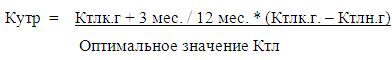 Кутр = Ктлк.г + 3 мес. / 12 мес. * (Ктлк.г. – Ктлн.г)
Оптимальное значение Ктл